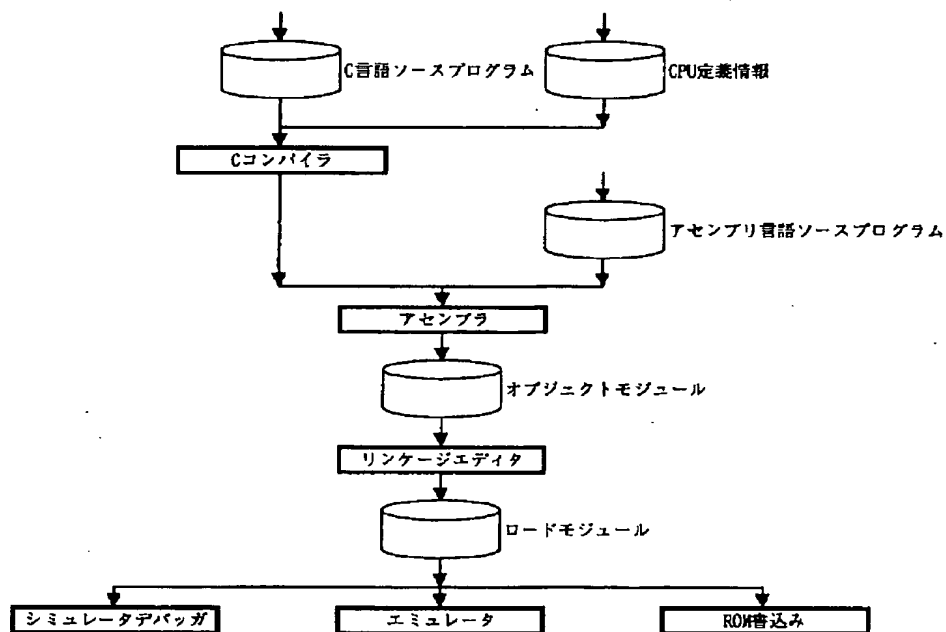 C言語ソースプログラム
CPU定義情報
Cコンパイラ
アセンブリ言語ソースプログラム
アセンブラ
オブジェクトモジュール
リンケージエディタ
ロードモジュール
シミュレータデバッガ
エミュレータ
ROM書込み